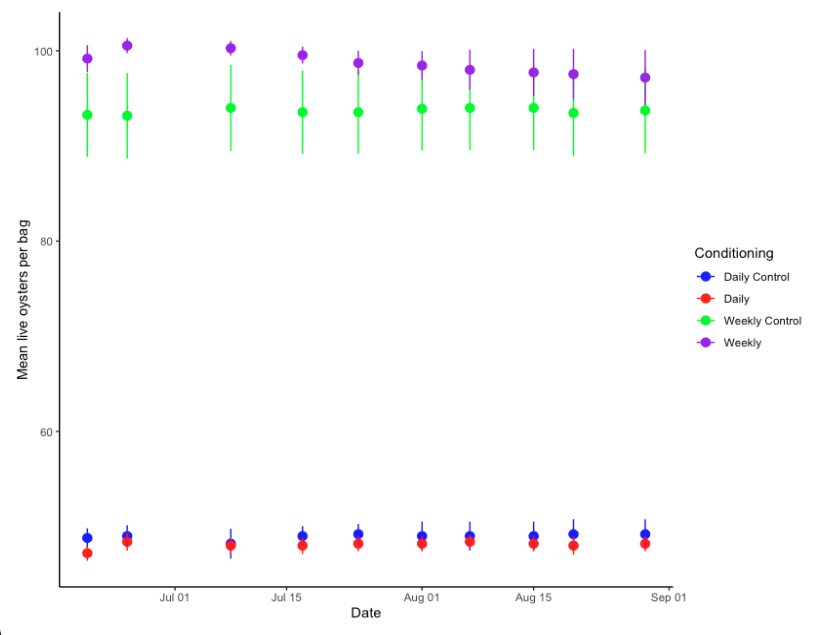 100
80
60
Mean live oysters per bag
Jul 01
Jul 15
Aug 01
Aug 15
Sep 01
Date
Conditioning
Daily Control
Daily
Weekly Control
Weekly